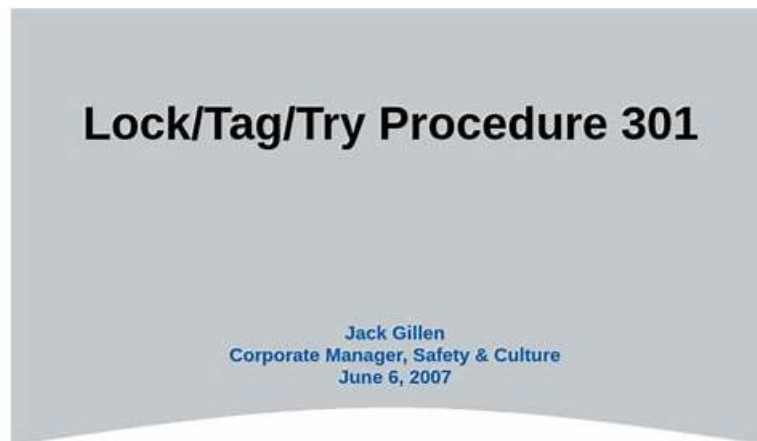 Lock/Tag/Try Procedure 301
Jack Gillen
Corporate Manager, Safety & Culture
June 6, 2007